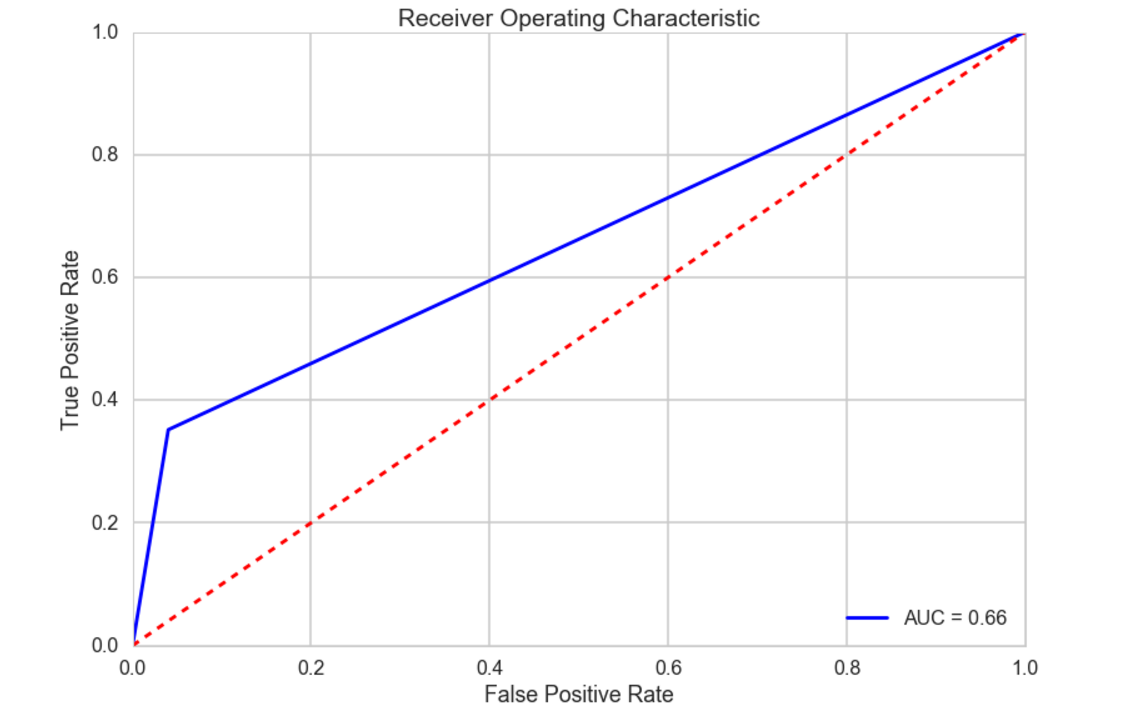 Receiver Operating Characteristic
1.0
0.8
0.6
0.4
0.2
0.0
True Positive Rate
0.0 0.2 0.4 0.6 0.8 1.0
False Positive Rate
AUC = 0.66